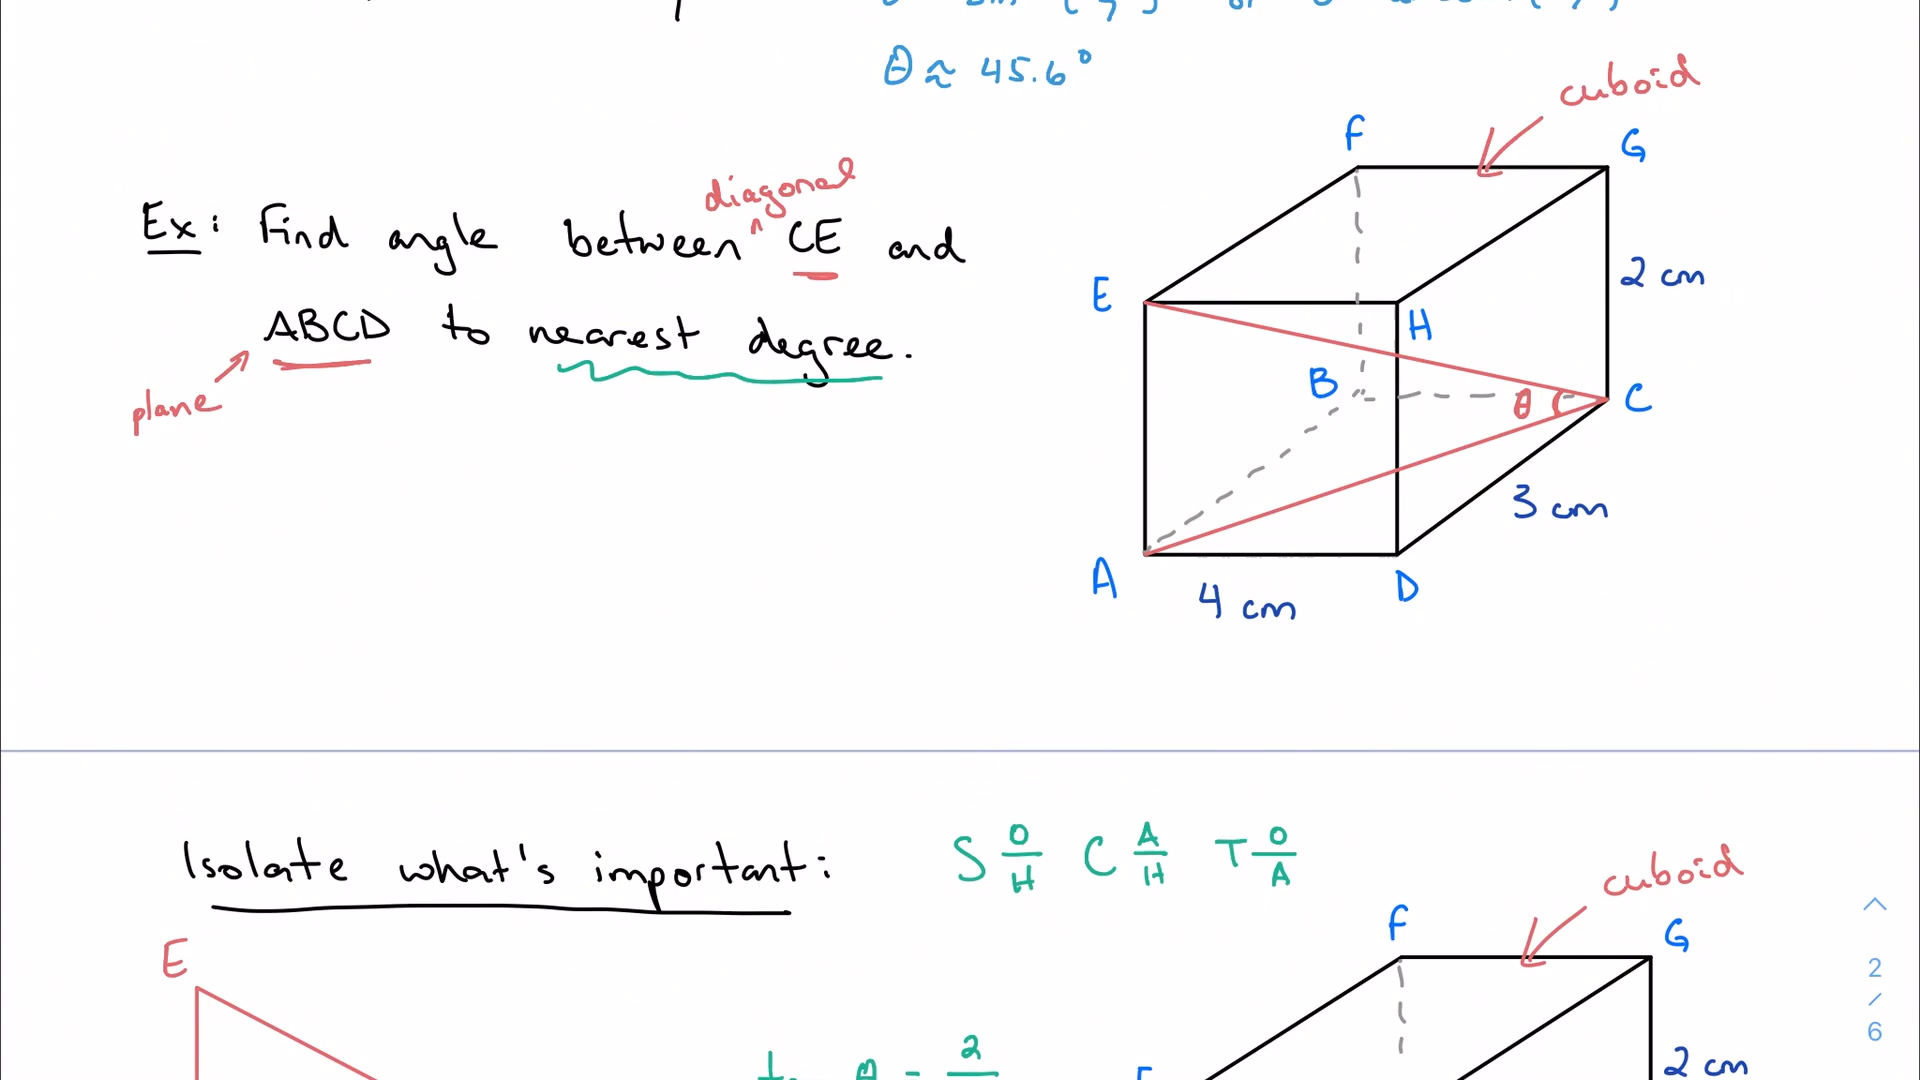 θ ≈ 45.6°
cuboid
F
G
diagonal
Ex: Find angle between ^ CE and
2 cm
E
ABCD to nearest degree.
H
plane
B
θ
C
3 cm
A
D
4 cm
Isolate what's important:
S O/H C A/H T O/A
cuboid
F
G
E
2
/
6
2
2 cm